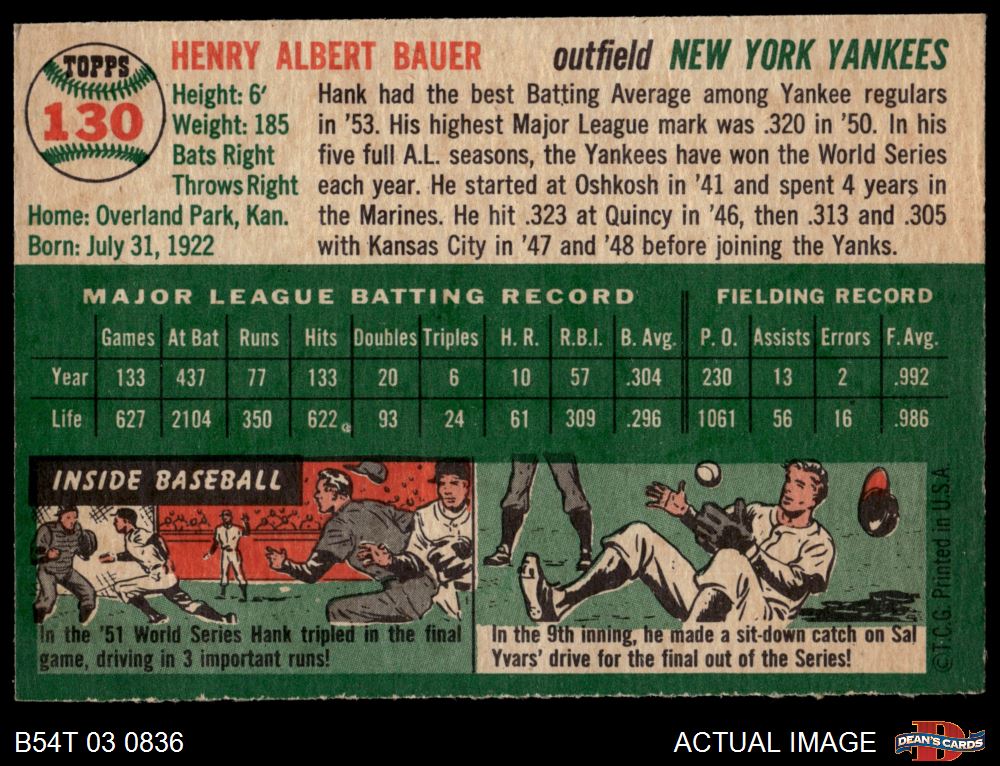 TOPPS
130
HENRY ALBERT BAUER outfield NEW YORK YANKEES
Height: 6'
Weight: 185
Bats Right
Throws Right
Home: Overland Park, Kan.
Born: July 31, 1922
Hank had the best Batting Average among Yankee regulars
in '53. His highest Major League mark was .320 in '50. In his
five full A.L. seasons, the Yankees have won the World Series
each year. He started at Oshkosh in '41 and spent 4 years in
the Marines. He hit .323 at Quincy in '46, then .313 and .305
with Kansas City in '47 and '48 before joining the Yanks.
MAJOR LEAGUE BATTING RECORD FIELDING RECORD
Games At Bat Runs Hits Doubles Triples H. R. R.B.I. B. Avg. P. O. Assists Errors F. Avg.
Year 133 437 77 133 20 6 10 57 .304 230 13 2 .992
Life 627 2104 350 622 93 24 61 309 .296 1061 56 16 .986
INSIDE BASEBALL
In the '51 World Series Hank tripled in the final
game, driving in 3 important runs!
In the 9th inning, he made a sit-down catch on Sal
Yvars' drive for the final out of the Series!
©T.C.G. Printed in U.S.A.
B54T 03 0836
ACTUAL IMAGE
D
DEAN'S CARDS